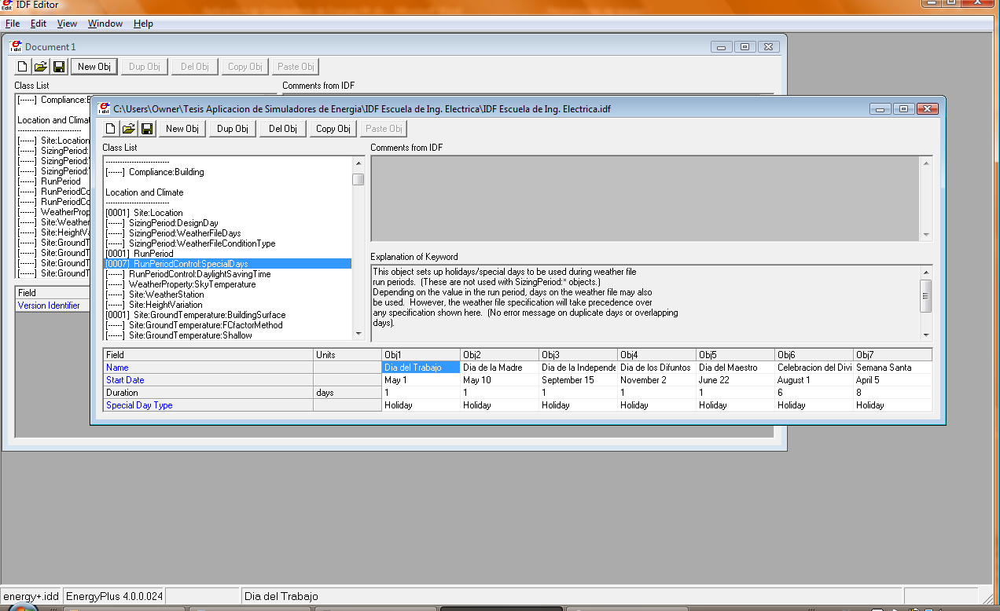 IDF Editor
File Edit View Window Help
Document 1
New Obj Dup Obj Del Obj Copy Obj Paste Obj
Class List Comments from IDF
[-----] Compliance:B
Location and Climat
--------------------------
[-----] Site:Location
[-----] SizingPeriod:
[-----] SizingPeriod:
[-----] SizingPeriod:
[-----] RunPeriod
[-----] RunPeriodCo
[-----] RunPeriodCo
[-----] WeatherProp
[-----] Site:Weather
[-----] Site:HeightVa
[-----] Site:GroundT
[-----] Site:GroundT
[-----] Site:GroundT
[-----] Site:GroundT
Field
Version Identifier
C:\Users\Owner\Tesis Aplicacion de Simuladores de Energia\IDF Escuela de Ing. Electrica\IDF Escuela de Ing. Electrica.idf
New Obj Dup Obj Del Obj Copy Obj Paste Obj
Class List Comments from IDF
--------------------------
[-----] Compliance:Building
Location and Climate
--------------------------
[0001] Site:Location
[-----] SizingPeriod:DesignDay
[-----] SizingPeriod:WeatherFileDays
[-----] SizingPeriod:WeatherFileConditionType
[0001] RunPeriod
[0007] RunPeriodControl:SpecialDays
[-----] RunPeriodControl:DaylightSavingTime
[-----] WeatherProperty:SkyTemperature
[-----] Site:WeatherStation
[-----] Site:HeightVariation
[0001] Site:GroundTemperature:BuildingSurface
[-----] Site:GroundTemperature:FCfactorMethod
[-----] Site:GroundTemperature:Shallow
Explanation of Keyword
This object sets up holidays/special days to be used during weather file
run periods. (These are not used with SizingPeriod:* objects.)
Depending on the value in the run period, days on the weather file may also
be used. However, the weather file specification will take precedence over
any specification shown here. (No error message on duplicate days or overlapping
days).
Field Units Obj1 Obj2 Obj3 Obj4 Obj5 Obj6 Obj7
Name Dia del Trabajo Dia de la Madre Dia de la Independe Dia de los Difuntos Dia del Maestro Celebracion del Divi Semana Santa
Start Date May 1 May 10 September 15 November 2 June 22 August 1 April 5
Duration days 1 1 1 1 1 6 8
Special Day Type Holiday Holiday Holiday Holiday Holiday Holiday Holiday
energy+.idd EnergyPlus 4.0.0.024 Dia del Trabajo